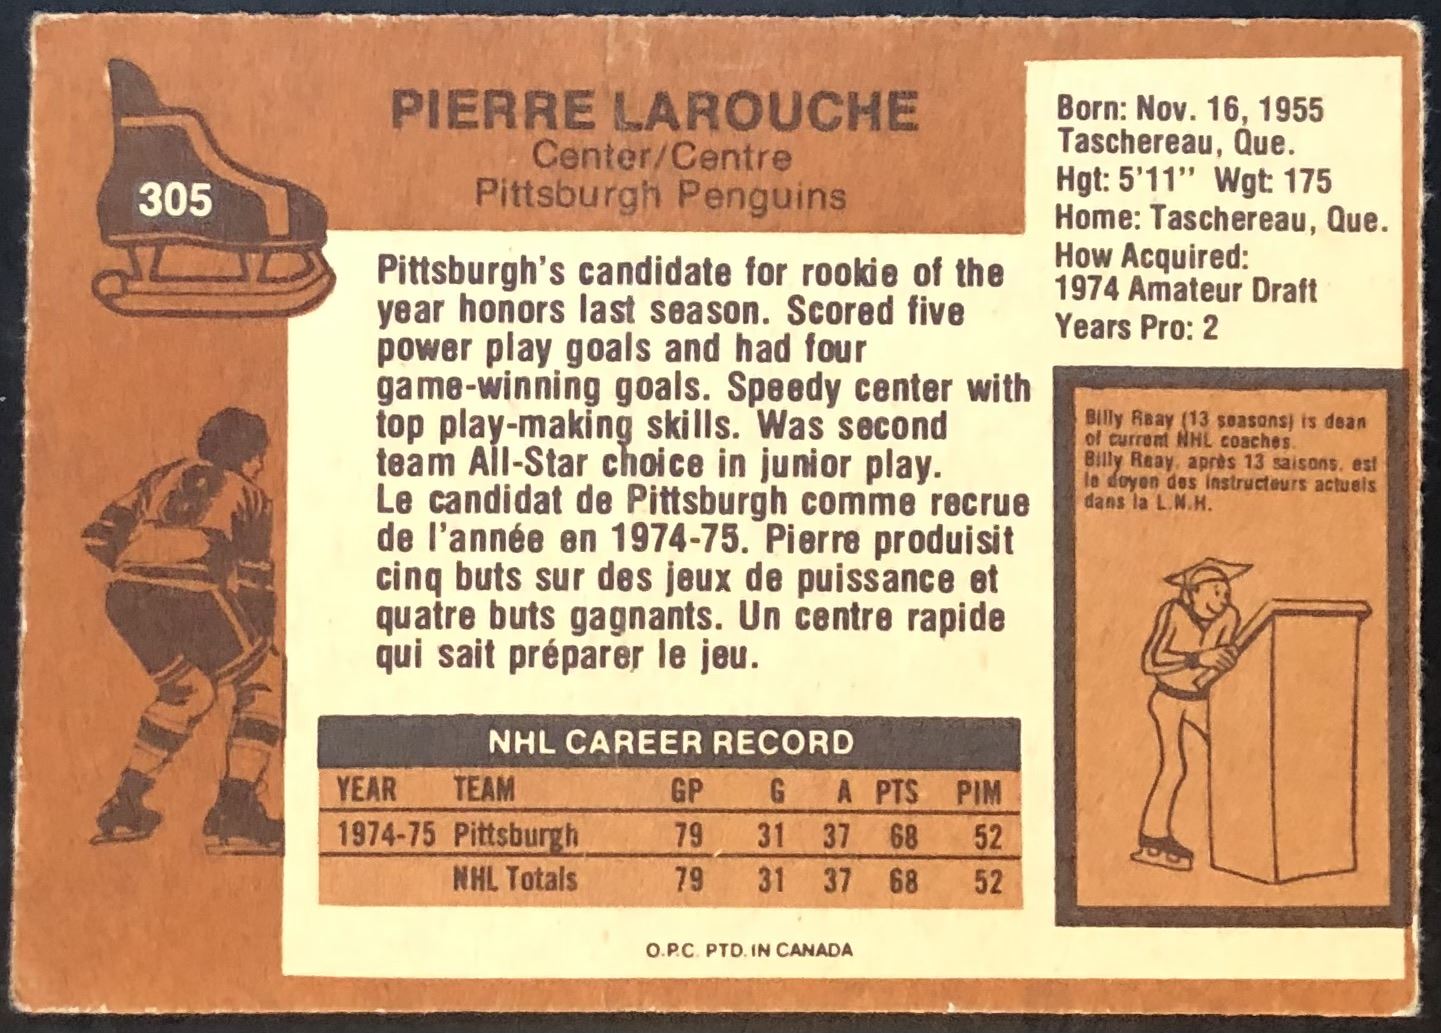 305
PIERRE LAROUCHE
Center/Centre
Pittsburgh Penguins
Born: Nov. 16, 1955
Taschereau, Que.
Hgt: 5'11" Wgt: 175
Home: Taschereau, Que.
How Acquired:
1974 Amateur Draft
Years Pro: 2
Pittsburgh's candidate for rookie of the
year honors last season. Scored five
power play goals and had four
game-winning goals. Speedy center with
top play-making skills. Was second
team All-Star choice in junior play.
Le candidat de Pittsburgh comme recrue
de l'année en 1974-75. Pierre produisit
cinq buts sur des jeux de puissance et
quatre buts gagnants. Un centre rapide
qui sait préparer le jeu.
Billy Reay (13 seasons) is dean
of current NHL coaches.
Billy Reay, après 13 saisons, est
le doyen des instructeurs actuels
dans la L.N.H.
NHL CAREER RECORD
YEAR TEAM GP G A PTS PIM
1974-75 Pittsburgh 79 31 37 68 52
NHL Totals 79 31 37 68 52
O.P.C. PTD. IN CANADA